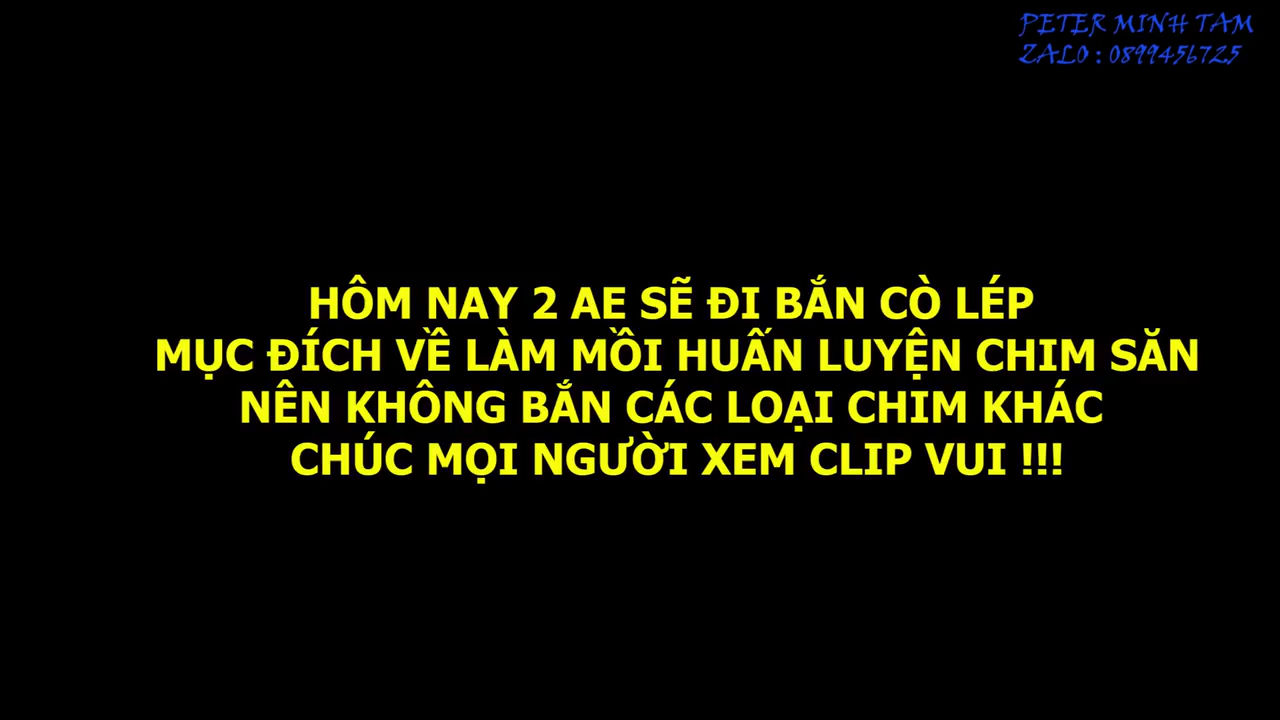 PETER MINH TAM
ZALO : 0899456725
HÔM NAY 2 AE SẼ ĐI BẮN CÒ LÉP
MỤC ĐÍCH VỀ LÀM MỒI HUẤN LUYỆN CHIM SĂN
NÊN KHÔNG BẮN CÁC LOẠI CHIM KHÁC
CHÚC MỌI NGƯỜI XEM CLIP VUI !!!